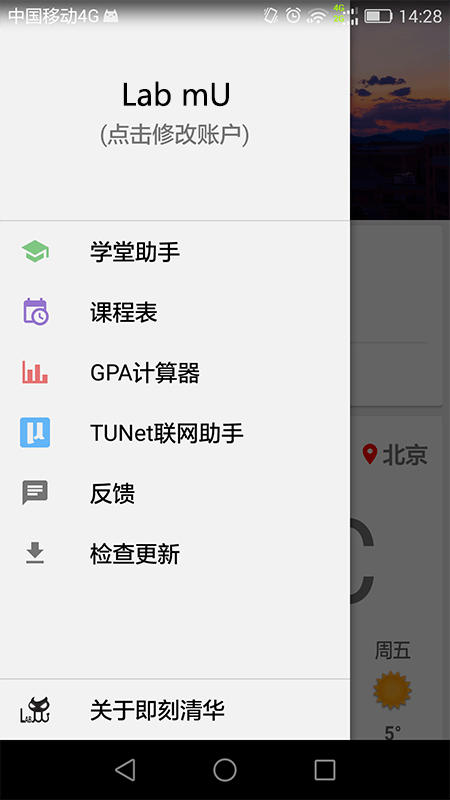 中国移动4G 4G 2G 14:28
Lab mU
(点击修改账户)
学堂助手
课程表
GPA计算器
TUNet联网助手
反馈
检查更新
关于即刻清华
北京
C
周五
5°